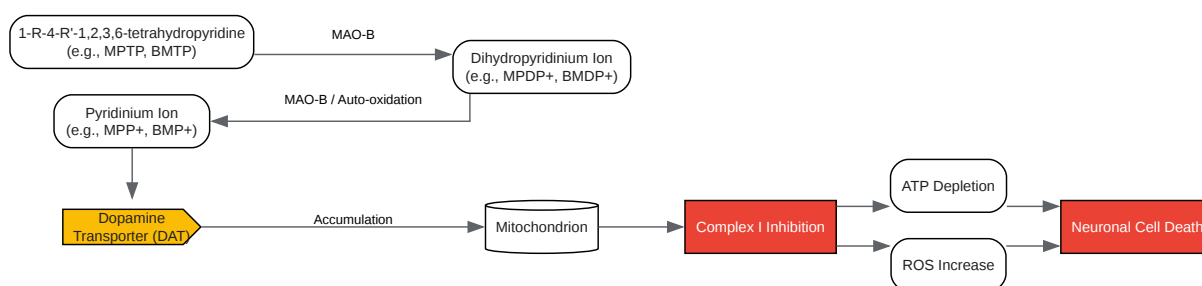 1-R-4-R'-1,2,3,6-tetrahydropyridine
(e.g., MPTP, BMTP)
MAO-B
Dihydropyridinium Ion
(e.g., MPDP+, BMDP+)
MAO-B / Auto-oxidation
Pyridinium Ion
(e.g., MPP+, BMP+)
Dopamine
Transporter (DAT)
Accumulation
Mitochondrion
Complex I Inhibition
ATP Depletion
ROS Increase
Neuronal Cell Death